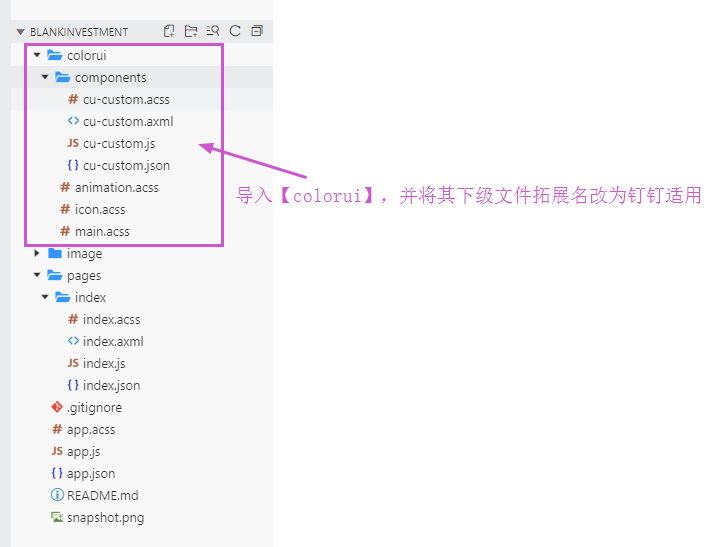 BLANKINVESTMENT
colorui
components
cu-custom.acss
cu-custom.axml
JS cu-custom.js
{ } cu-custom.json
animation.acss
导入【colorui】，并将其下级文件拓展名改为钉钉适用
icon.acss
main.acss
image
pages
index
index.acss
index.axml
JS index.js
{ } index.json
.gitignore
app.acss
JS app.js
{ } app.json
README.md
snapshot.png